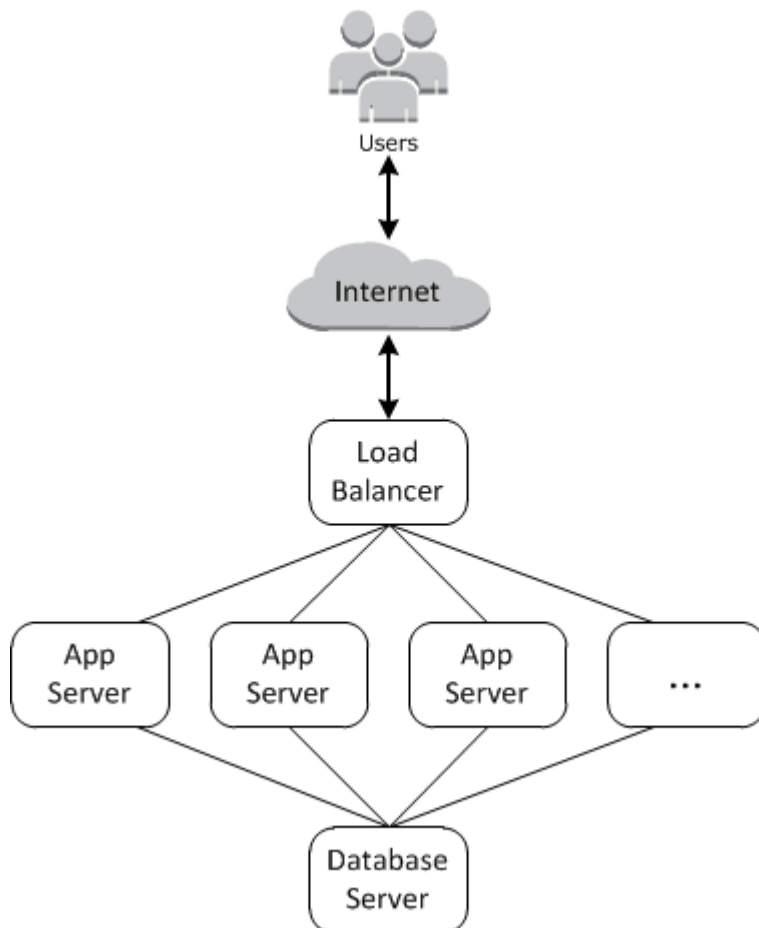 Users
Internet
Load
Balancer
App
Server
App
Server
App
Server
...
Database
Server